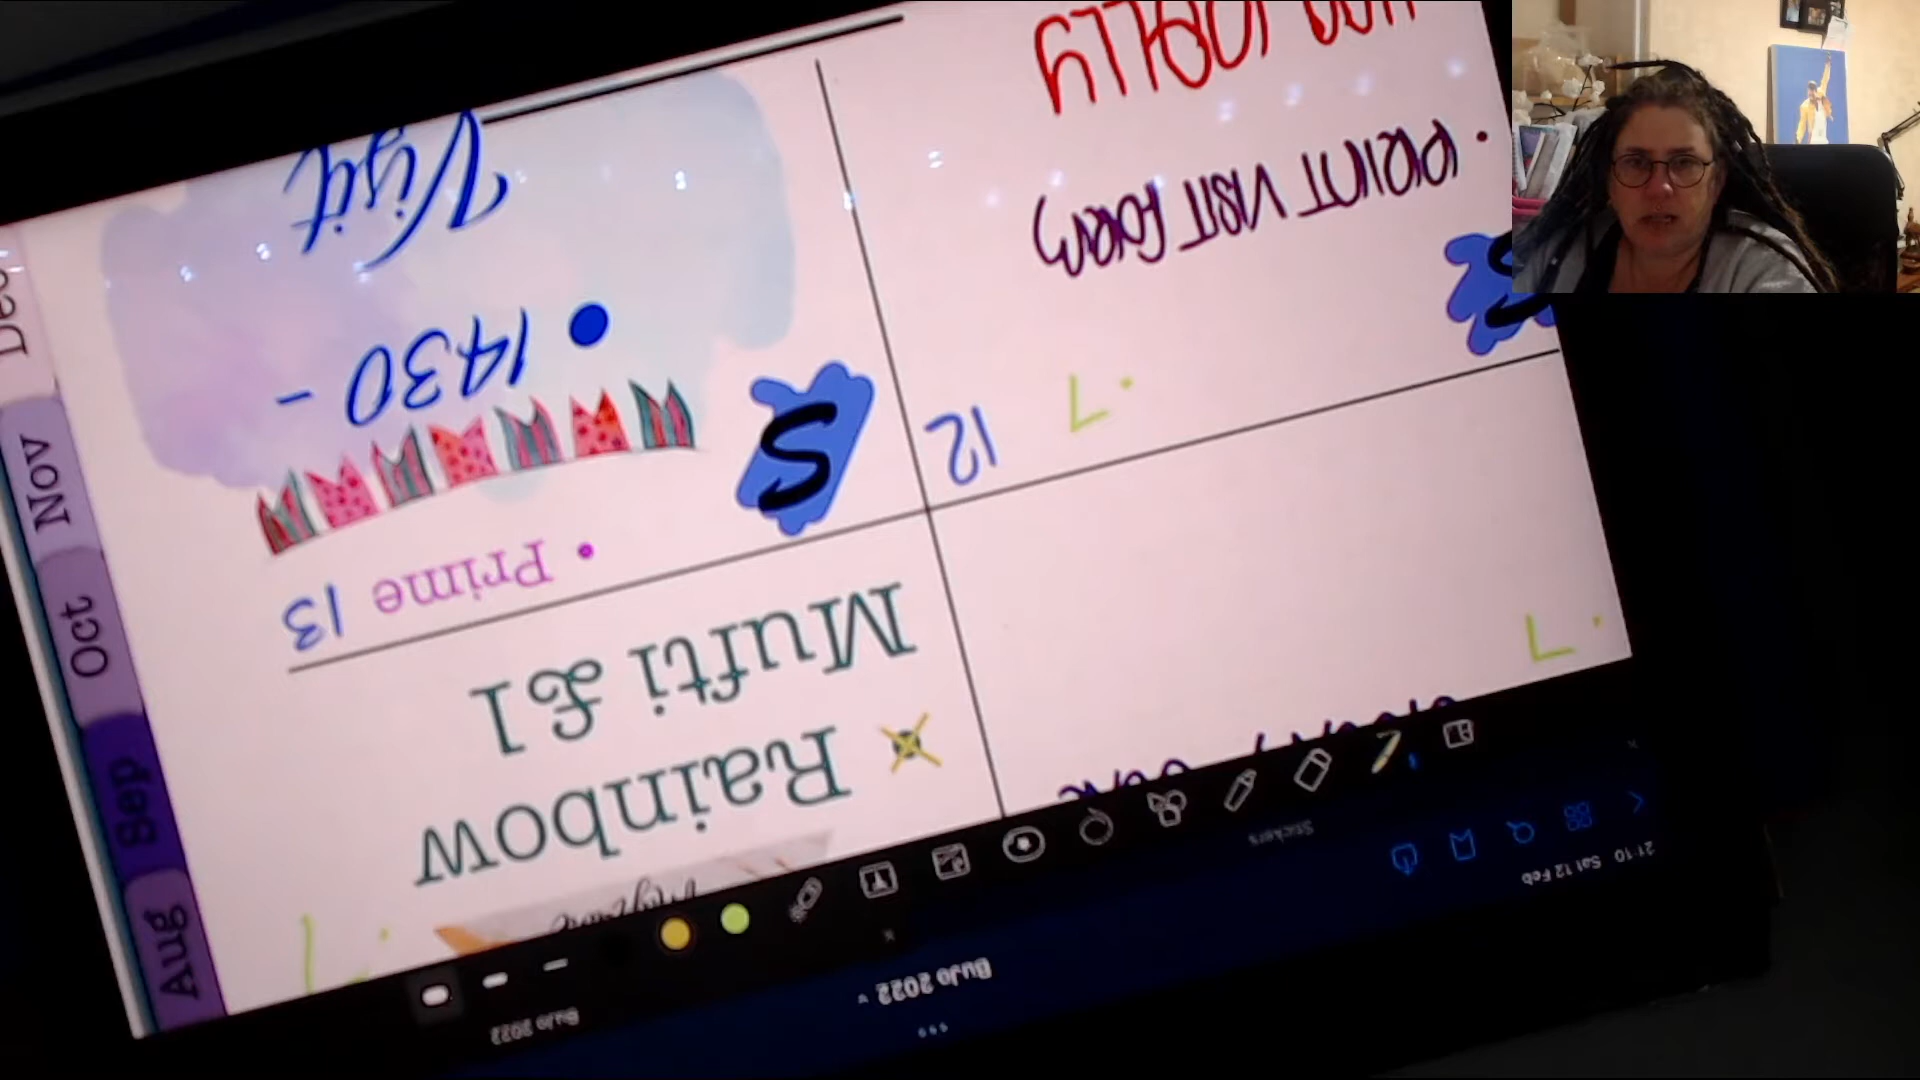 21:10 Sat 12 Feb
BuJo 2022
BuJo 2022
Stickers
Rainbow
Mufti £1
• L
• L
S
• Prime 13
• 1430 -
Visit
12
• L
S
• PRINT VISIT FORM
Aug
Sep
Oct
Nov
Dec